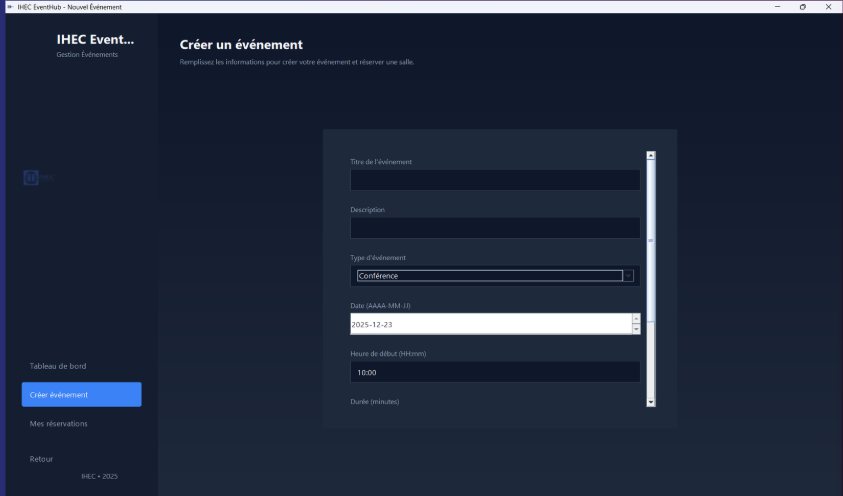 IHEC EventHub - Nouvel Événement
IHEC Event...
Gestion Événements
IHEC
Tableau de bord
Créer événement
Mes réservations
Retour
IHEC • 2025
Créer un événement
Remplissez les informations pour créer votre événement et réserver une salle.
Titre de l'événement
Description
Type d'événement
Conférence
Date (AAAA-MM-JJ)
2025-12-23
Heure de début (HH:mm)
10:00
Durée (minutes)